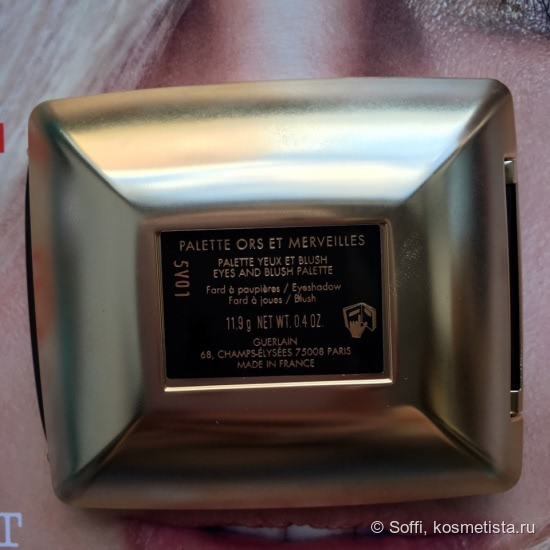 PALETTE ORS ET MERVEILLES
5V01
PALETTE YEUX ET BLUSH
EYES AND BLUSH PALETTE
Fard à paupières / Eyeshadow
Fard à joues / Blush
11.9g NET WT. 0.4 OZ.
GUERLAIN
68, CHAMPS-ÉLYSÉES 75008 PARIS
MADE IN FRANCE
T
© Soffi, kosmetista.ru